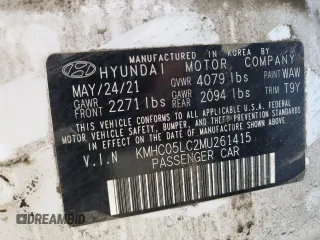 MANUFACTURED IN KOREA BY
HYUNDAI MOTOR COMPANY
MAY/24/21 GVWR 4079 lbs PAINT WAW
GAWR FRONT 2271 lbs GAWR REAR 2094 lbs TRIM T9Y
THIS VEHICLE CONFORMS TO ALL APPLICABLE U.S.A. FEDERAL
MOTOR VEHICLE SAFETY, BUMPER, AND THEFT PREVENTION
STANDARDS IN EFFECT ON THE DATE OF MANUFACTURE SHOWN ABOVE.
V.I.N KMHC05LC2MU261415
PASSENGER CAR
DREAMBID